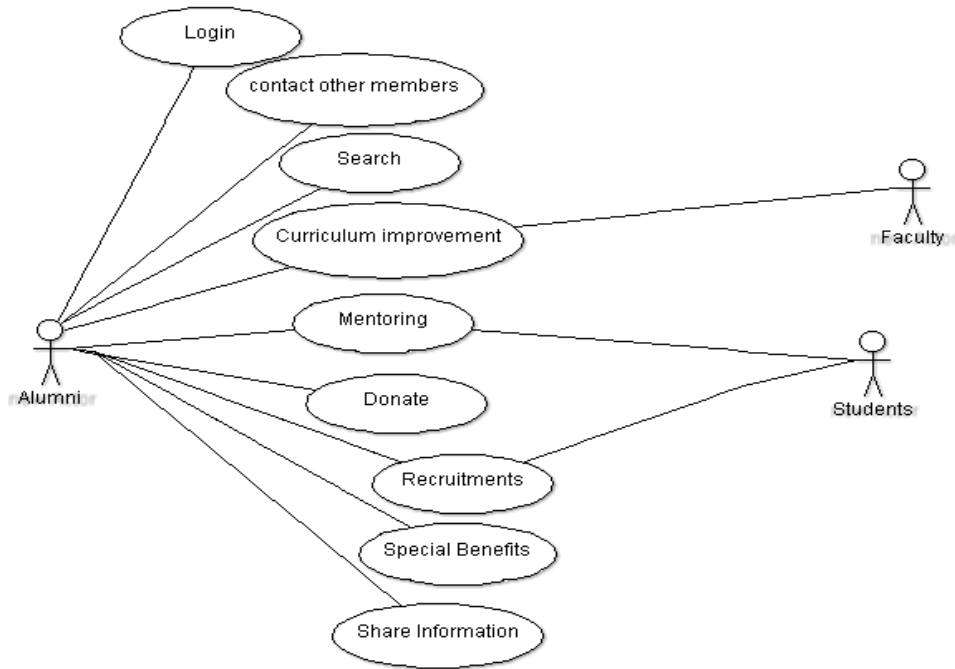 Login
contact other members
Search
Curriculum improvement
Faculty
Mentoring
Alumni
Donate
Students
Recruitments
Special Benefits
Share Information